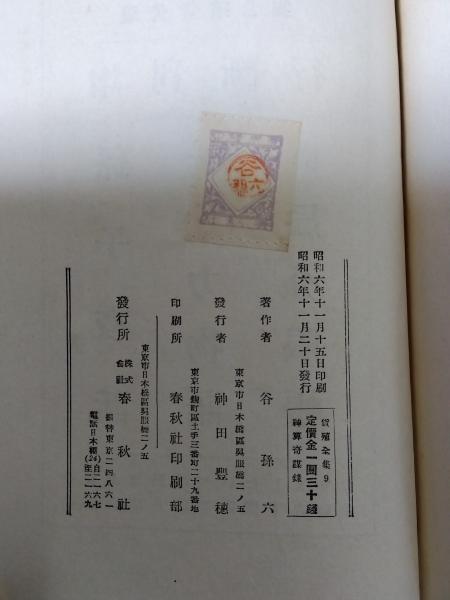 昭和六年十一月十五日印刷
昭和六年十一月二十日發行
貨殖全集9
定價金一圓三十錢
神算奇謀錄
著作者 谷孫六
東京市日本橋區吳服橋二ノ五
發行者 神田豐穗
東京市麴町區土手三番町二十九番地
印刷所 春秋社印刷部
東京市日本橋區吳服橋二ノ五
發行所 株式會社 春秋社
振替東京二四八六一
電話日本橋(24)自二一六七至二一六九